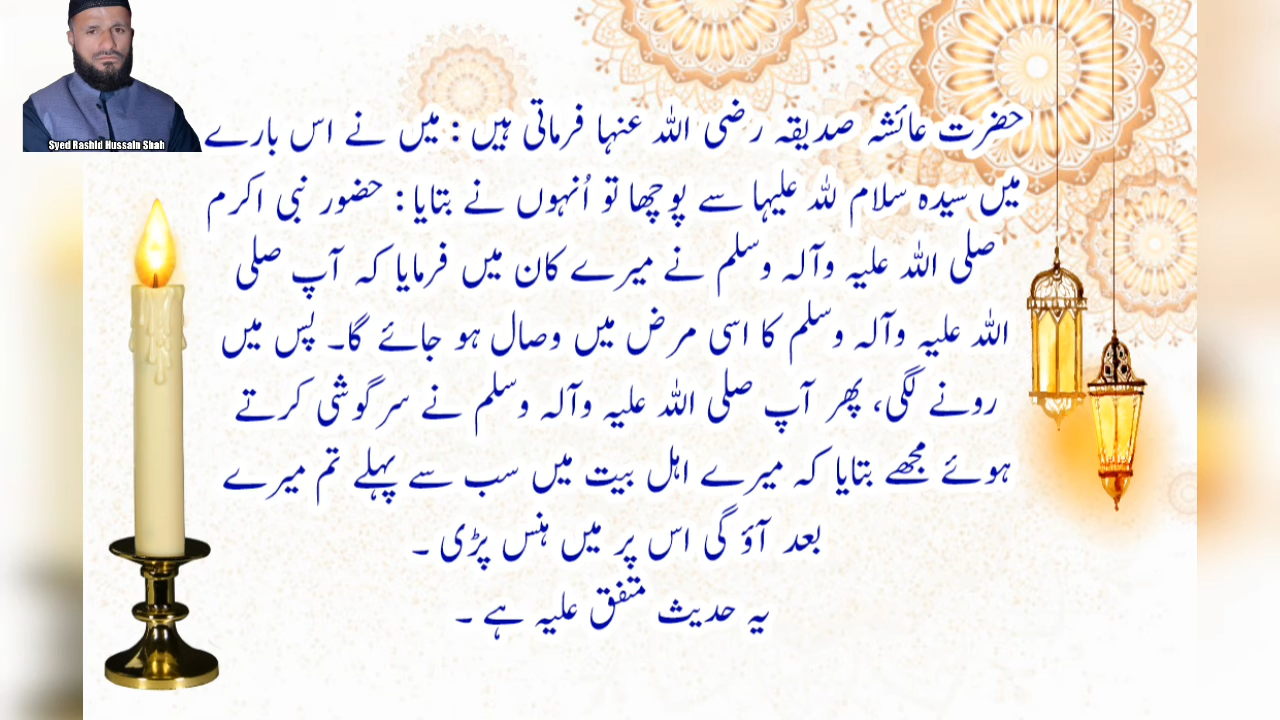 Syed Rashid Hussain Shah
حضرت عائشہ صدیقہ رضی اللہ عنہا فرماتی ہیں : میں نے اس بارے
میں سیدہ سلام للہ علیہا سے پوچھا تو اُنہوں نے بتایا : حضور نبی اکرم
صلی اللہ علیہ وآلہ وسلم نے میرے کان میں فرمایا کہ آپ صلی
اللہ علیہ وآلہ وسلم کا اسی مرض میں وصال ہو جائے گا۔ پس میں
رونے لگی، پھر آپ صلی اللہ علیہ وآلہ وسلم نے سرگوشی کرتے
ہوئے مجھے بتایا کہ میرے اہل بیت میں سب سے پہلے تم میرے
بعد آؤ گی اس پر میں ہنس پڑی ۔
یہ حدیث متفق علیہ ہے ۔